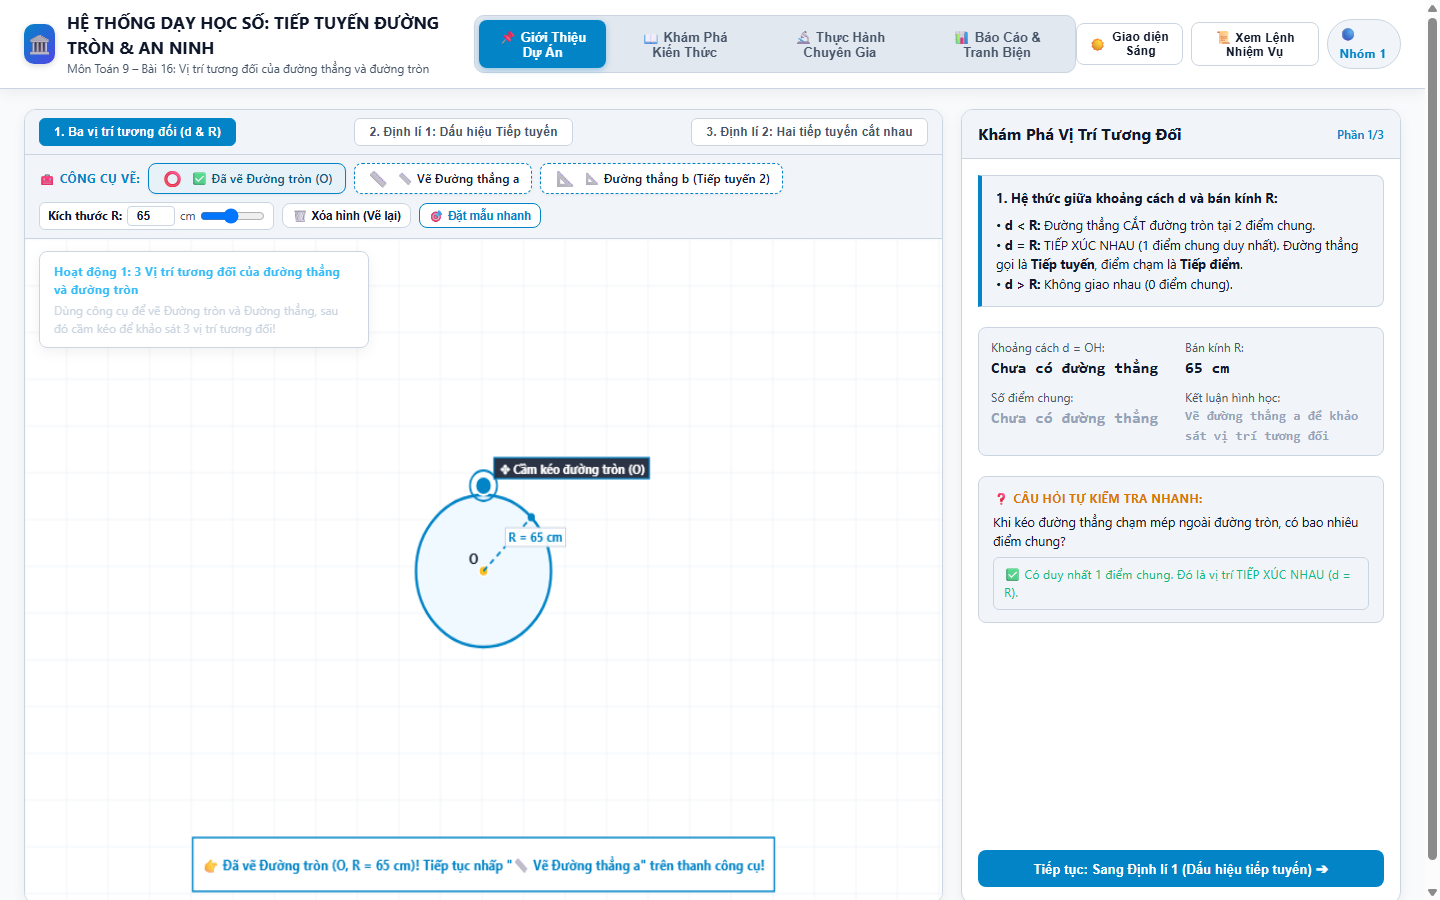 HỆ THỐNG DẠY HỌC SỐ: TIẾP TUYẾN ĐƯỜNG
TRÒN & AN NINH
Môn Toán 9 – Bài 16: Vị trí tương đối của đường thẳng và đường tròn
📌 Giới Thiệu
Dự Án
📖 Khám Phá
Kiến Thức
🔬 Thực Hành
Chuyên Gia
📊 Báo Cáo &
Tranh Biện
Giao diện
Sáng
📜 Xem Lệnh
Nhiệm Vụ
Nhóm 1
1. Ba vị trí tương đối (d & R)
2. Định lí 1: Dấu hiệu Tiếp tuyến
3. Định lí 2: Hai tiếp tuyến cắt nhau
🧰 CÔNG CỤ VẼ:
⭕ ✅ Đã vẽ Đường tròn (O)
📏 📏 Vẽ Đường thẳng a
📐 📐 Đường thẳng b (Tiếp tuyến 2)
Kích thước R: 65 cm
🗑️ Xóa hình (Vẽ lại)
🎯 Đặt mẫu nhanh
Hoạt động 1: 3 Vị trí tương đối của đường thẳng
và đường tròn
Dùng công cụ để vẽ Đường tròn và Đường thẳng, sau
đó cầm kéo để khảo sát 3 vị trí tương đối!
✥ Cầm kéo đường tròn (O)
R = 65 cm
O
👉 Đã vẽ Đường tròn (O, R = 65 cm)! Tiếp tục nhấp "📏 Vẽ Đường thẳng a" trên thanh công cụ!
Khám Phá Vị Trí Tương Đối
Phần 1/3
1. Hệ thức giữa khoảng cách d và bán kính R:
• d < R: Đường thẳng CẮT đường tròn tại 2 điểm chung.
• d = R: TIẾP XÚC NHAU (1 điểm chung duy nhất). Đường thẳng
gọi là Tiếp tuyến, điểm chạm là Tiếp điểm.
• d > R: Không giao nhau (0 điểm chung).
Khoảng cách d = OH:
Chưa có đường thẳng
Bán kính R:
65 cm
Số điểm chung:
Chưa có đường thẳng
Kết luận hình học:
Vẽ đường thẳng a để khảo
sát vị trí tương đối
❓ CÂU HỎI TỰ KIỂM TRA NHANH:
Khi kéo đường thẳng chạm mép ngoài đường tròn, có bao nhiêu
điểm chung?
✅ Có duy nhất 1 điểm chung. Đó là vị trí TIẾP XÚC NHAU (d =
R).
Tiếp tục: Sang Định lí 1 (Dấu hiệu tiếp tuyến) ➔